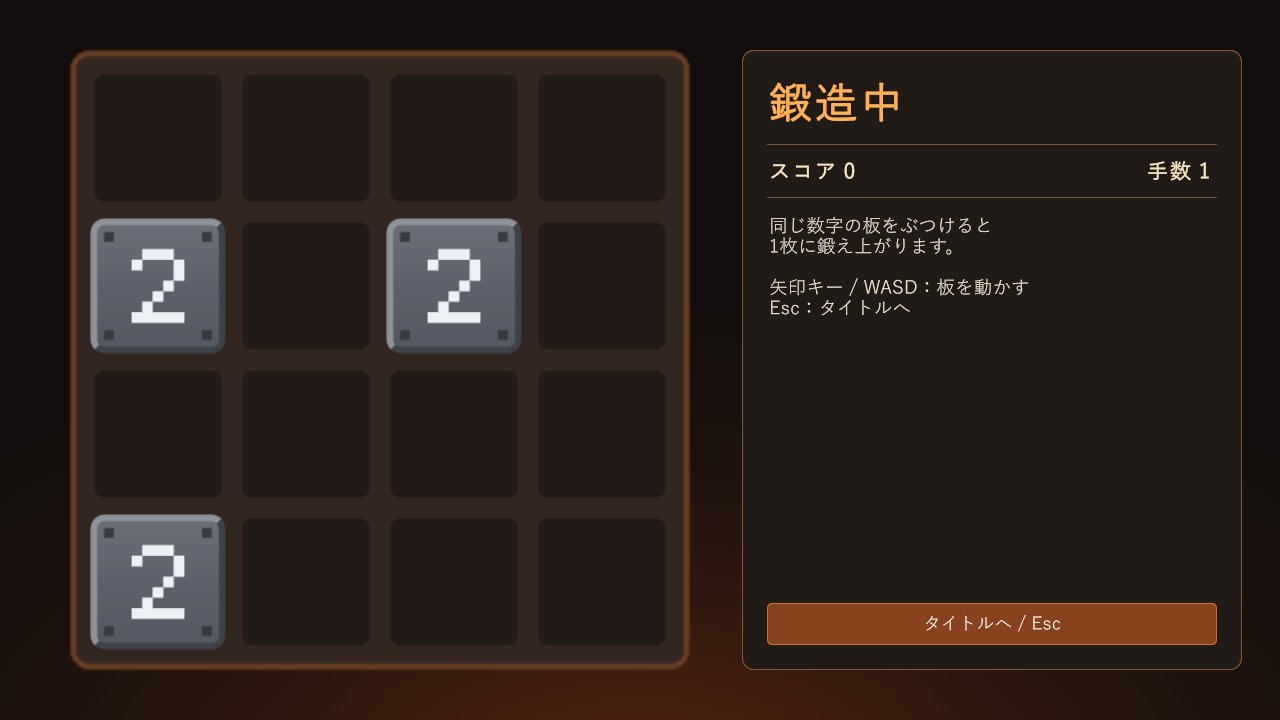 鍛造中
スコア 0
手数 1
同じ数字の板をぶつけると
1枚に鍛え上がります。
矢印キー / WASD：板を動かす
Esc：タイトルへ
2
2
2
タイトルへ / Esc